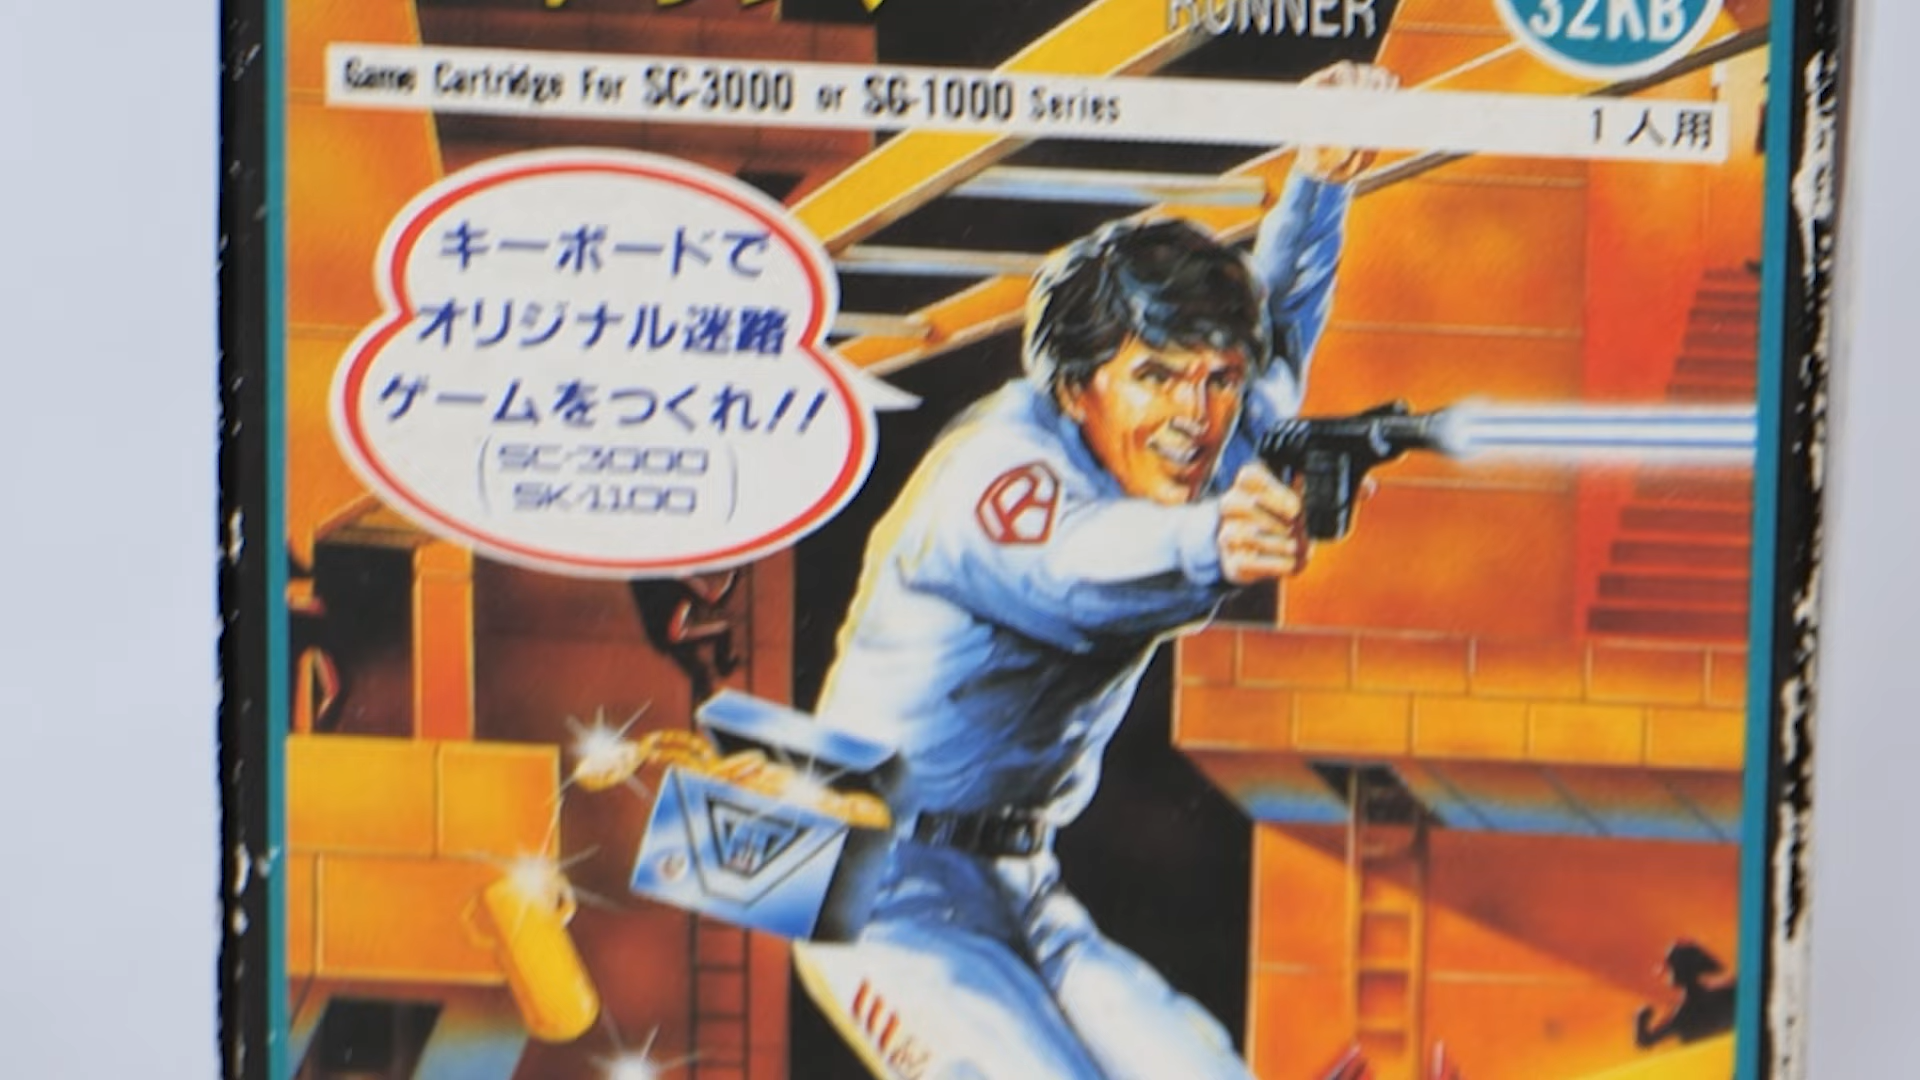 RUNNER
32KB
Game Cartridge For SC-3000 or SG-1000 Series
1人用
キーボードで
オリジナル迷路
ゲームをつくれ!!
(SC-3000
SK-1100)